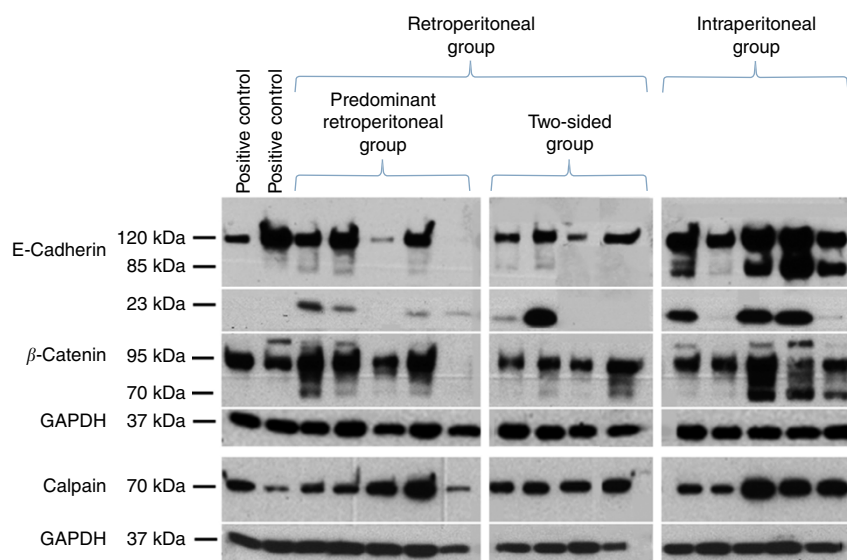 Retroperitoneal
group
Intraperitoneal
group
Predominant
retroperitoneal
group
Two-sided
group
Positive control
Positive control
E-Cadherin 120 kDa
85 kDa
23 kDa
β-Catenin 95 kDa
70 kDa
GAPDH 37 kDa
Calpain 70 kDa
GAPDH 37 kDa